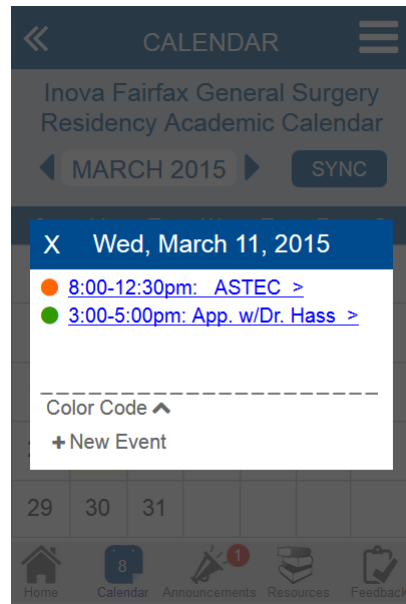 CALENDAR
Inova Fairfax General Surgery
Residency Academic Calendar
MARCH 2015 SYNC
X Wed, March 11, 2015
8:00-12:30pm: ASTEC >
3:00-5:00pm: App. w/Dr. Hass >
Color Code
+ New Event
29 30 31
8 1
Home Calendar Announcements Resources Feedback